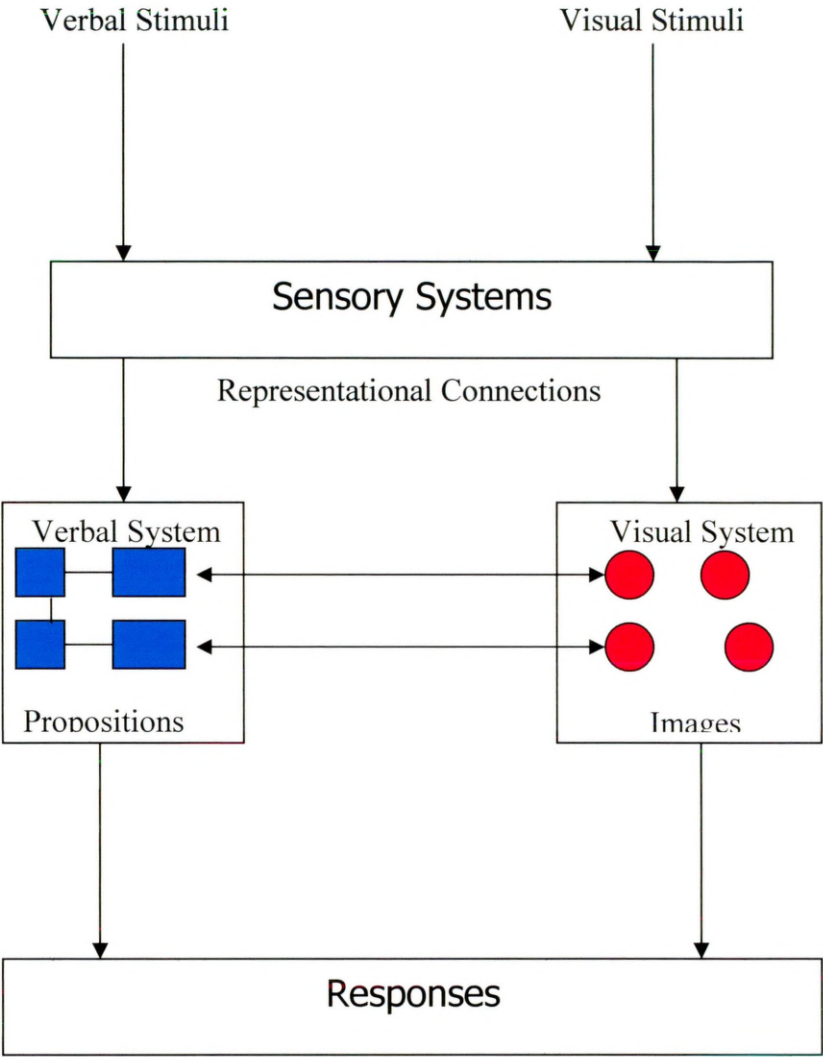 Verbal Stimuli
Visual Stimuli
Sensory Systems
Representational Connections
Verbal System
Visual System
Propositions
Images
Responses